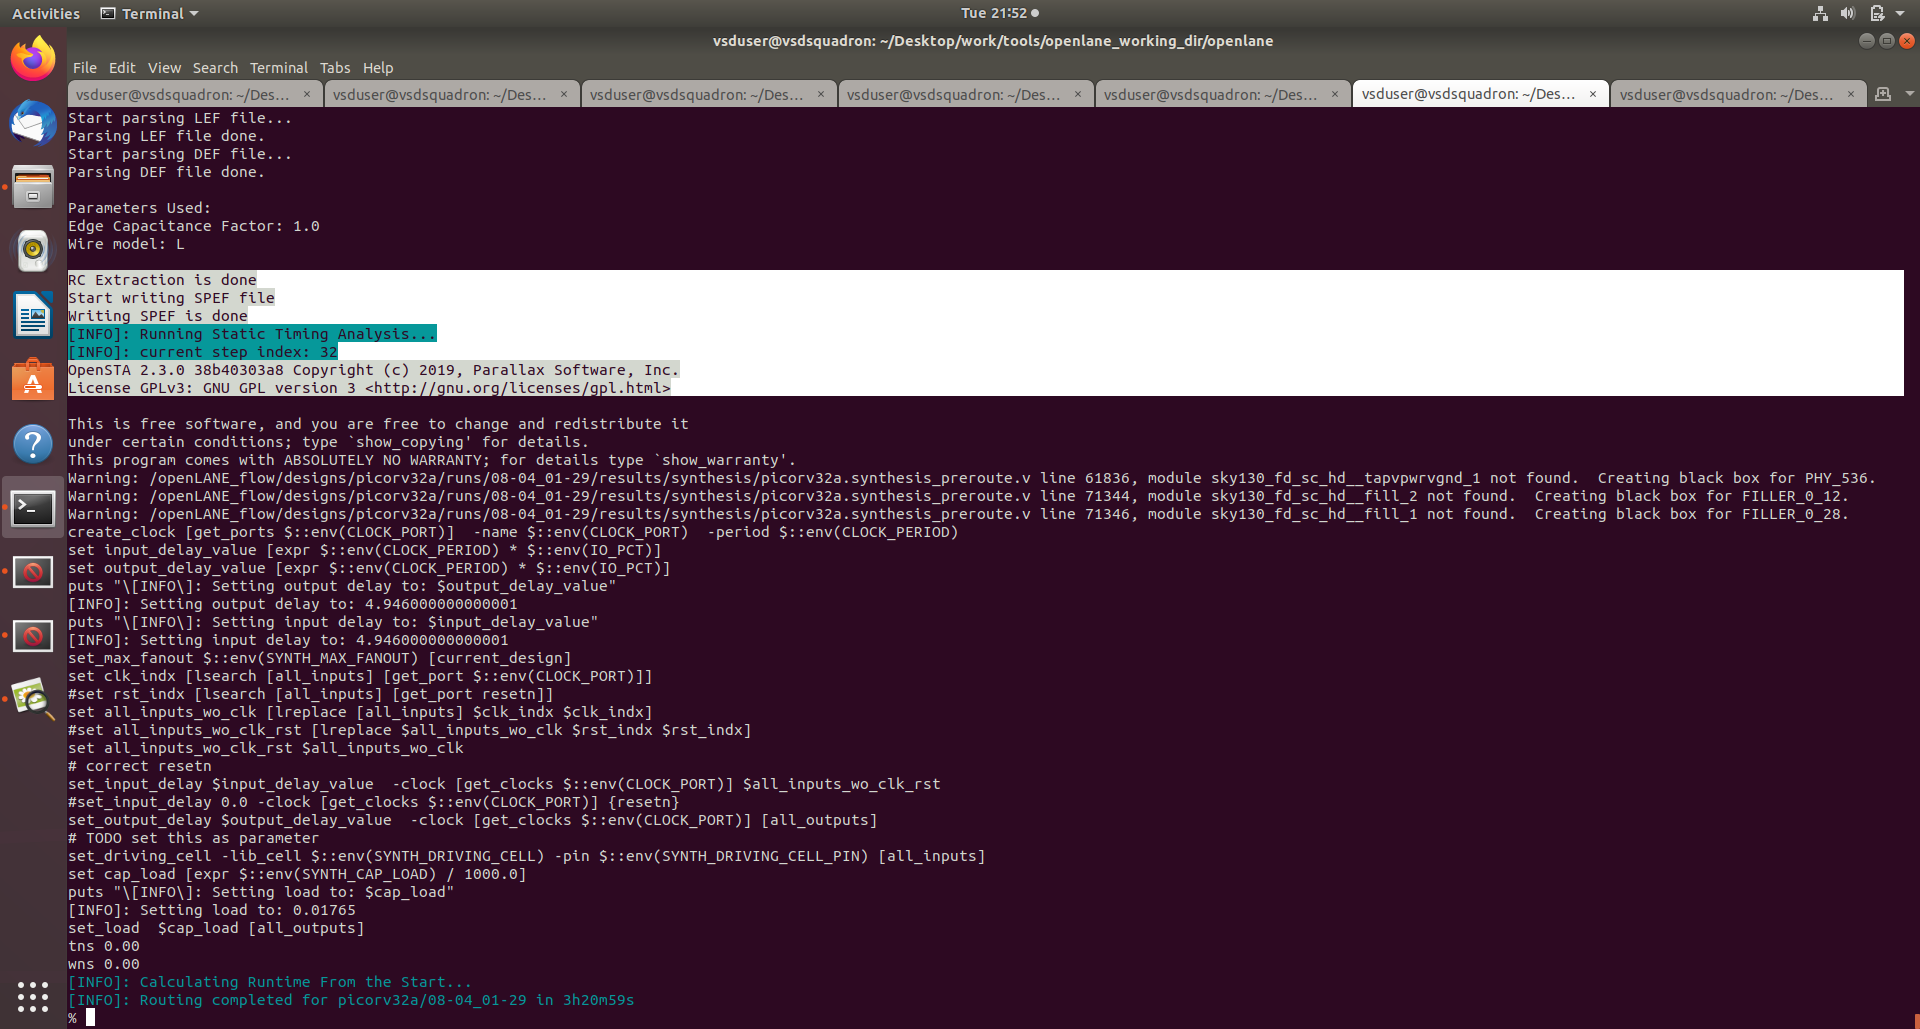 Activities
Terminal
Tue 21:52
vsduser@vsdsquadron: ~/Desktop/work/tools/openlane_working_dir/openlane
File Edit View Search Terminal Tabs Help
vsduser@vsdsquadron: ~/Des... × vsduser@vsdsquadron: ~/Des... × vsduser@vsdsquadron: ~/Des... × vsduser@vsdsquadron: ~/Des... × vsduser@vsdsquadron: ~/Des... × vsduser@vsdsquadron: ~/Des... × vsduser@vsdsquadron: ~/Des... ×
Start parsing LEF file...
Parsing LEF file done.
Start parsing DEF file...
Parsing DEF file done.
Parameters Used:
Edge Capacitance Factor: 1.0
Wire model: L
RC Extraction is done
Start writing SPEF file
Writing SPEF is done
[INFO]: Running Static Timing Analysis...
[INFO]: current step index: 32
OpenSTA 2.3.0 38b40303a8 Copyright (c) 2019, Parallax Software, Inc.
License GPLv3: GNU GPL version 3 <http://gnu.org/licenses/gpl.html>
This is free software, and you are free to change and redistribute it
under certain conditions; type `show_copying' for details.
This program comes with ABSOLUTELY NO WARRANTY; for details type `show_warranty'.
Warning: /openLANE_flow/designs/picorv32a/runs/08-04_01-29/results/synthesis/picorv32a.synthesis_preroute.v line 61836, module sky130_fd_sc_hd__tapvpwrvgnd_1 not found.  Creating black box for PHY_536.
Warning: /openLANE_flow/designs/picorv32a/runs/08-04_01-29/results/synthesis/picorv32a.synthesis_preroute.v line 71344, module sky130_fd_sc_hd__fill_2 not found.  Creating black box for FILLER_0_12.
Warning: /openLANE_flow/designs/picorv32a/runs/08-04_01-29/results/synthesis/picorv32a.synthesis_preroute.v line 71346, module sky130_fd_sc_hd__fill_1 not found.  Creating black box for FILLER_0_28.
create_clock [get_ports $::env(CLOCK_PORT)]  -name $::env(CLOCK_PORT)  -period $::env(CLOCK_PERIOD)
set input_delay_value [expr $::env(CLOCK_PERIOD) * $::env(IO_PCT)]
set output_delay_value [expr $::env(CLOCK_PERIOD) * $::env(IO_PCT)]
puts "\[INFO\]: Setting output delay to: $output_delay_value"
[INFO]: Setting output delay to: 4.946000000000001
puts "\[INFO\]: Setting input delay to: $input_delay_value"
[INFO]: Setting input delay to: 4.946000000000001
set_max_fanout $::env(SYNTH_MAX_FANOUT) [current_design]
set clk_indx [lsearch [all_inputs] [get_port $::env(CLOCK_PORT)]]
#set rst_indx [lsearch [all_inputs] [get_port resetn]]
set all_inputs_wo_clk [lreplace [all_inputs] $clk_indx $clk_indx]
#set all_inputs_wo_clk_rst [lreplace $all_inputs_wo_clk $rst_indx $rst_indx]
set all_inputs_wo_clk_rst $all_inputs_wo_clk
# correct resetn
set_input_delay $input_delay_value  -clock [get_clocks $::env(CLOCK_PORT)] $all_inputs_wo_clk_rst
#set_input_delay 0.0 -clock [get_clocks $::env(CLOCK_PORT)] {resetn}
set_output_delay $output_delay_value  -clock [get_clocks $::env(CLOCK_PORT)] [all_outputs]
# TODO set this as parameter
set_driving_cell -lib_cell $::env(SYNTH_DRIVING_CELL) -pin $::env(SYNTH_DRIVING_CELL_PIN) [all_inputs]
set cap_load [expr $::env(SYNTH_CAP_LOAD) / 1000.0]
puts "\[INFO\]: Setting load to: $cap_load"
[INFO]: Setting load to: 0.01765
set_load  $cap_load [all_outputs]
tns 0.00
wns 0.00
[INFO]: Calculating Runtime From the Start...
[INFO]: Routing completed for picorv32a/08-04_01-29 in 3h20m59s
%